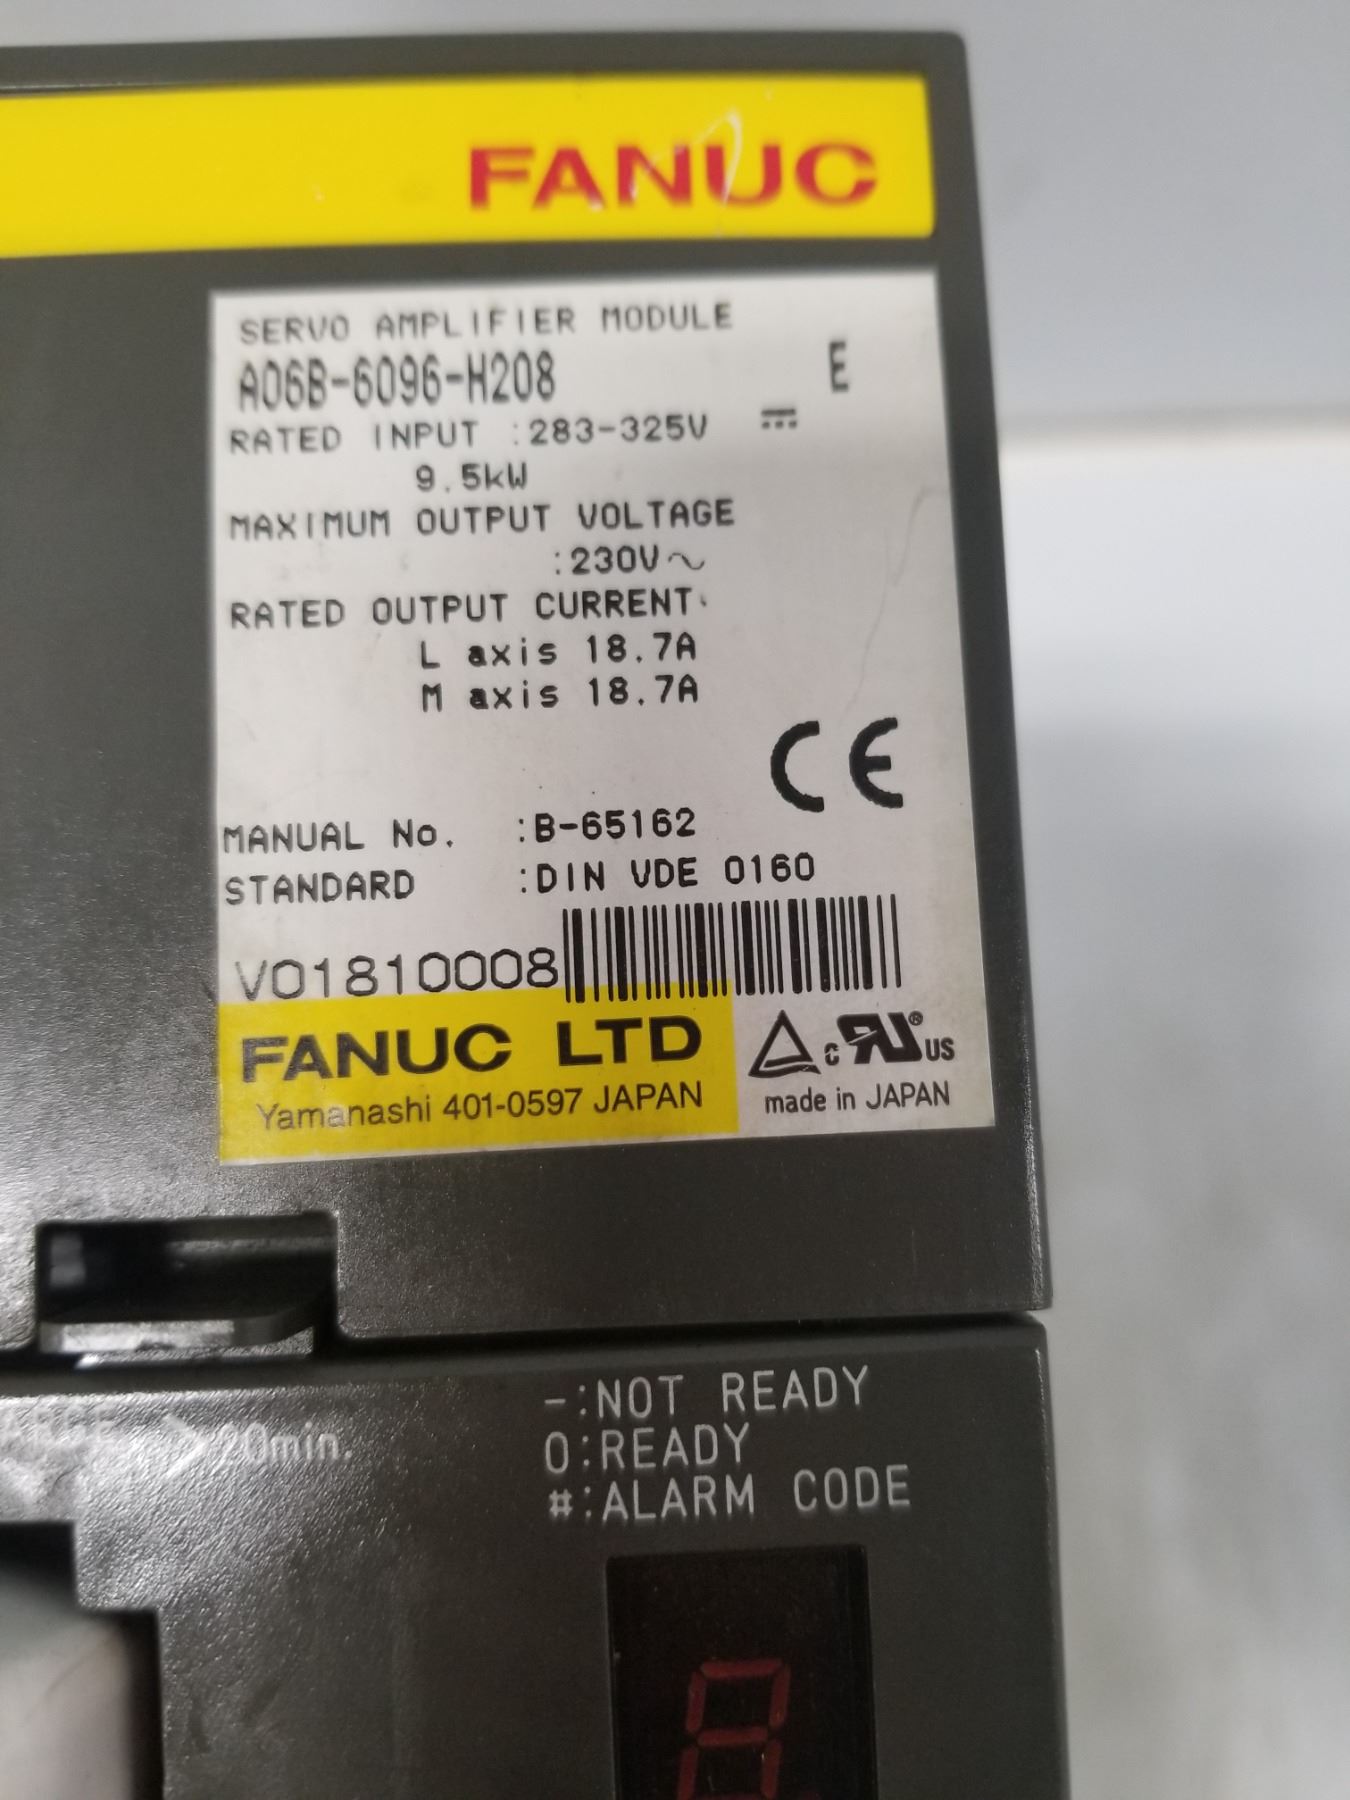 FANUC
SERVO AMPLIFIER MODULE
A06B-6096-H208 E
RATED INPUT :283-325V ⎓
9.5kW
MAXIMUM OUTPUT VOLTAGE
:230V~
RATED OUTPUT CURRENT:
L axis 18.7A
M axis 18.7A
CE
MANUAL No. :B-65162
STANDARD :DIN VDE 0160
V01810008
FANUC LTD
Yamanashi 401-0597 JAPAN
c RU ® US
made in JAPAN
-:NOT READY
0:READY
#:ALARM CODE
>20min.
8